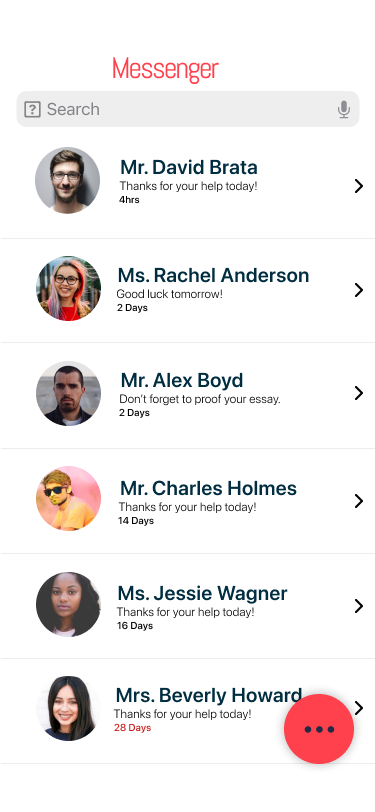 Messenger
Search
Mr. David Brata
Thanks for your help today!
4hrs
Ms. Rachel Anderson
Good luck tomorrow!
2 Days
Mr. Alex Boyd
Don't forget to proof your essay.
2 Days
Mr. Charles Holmes
Thanks for your help today!
14 Days
Ms. Jessie Wagner
Thanks for your help today!
16 Days
Mrs. Beverly Howard
Thanks for your help today!
28 Days